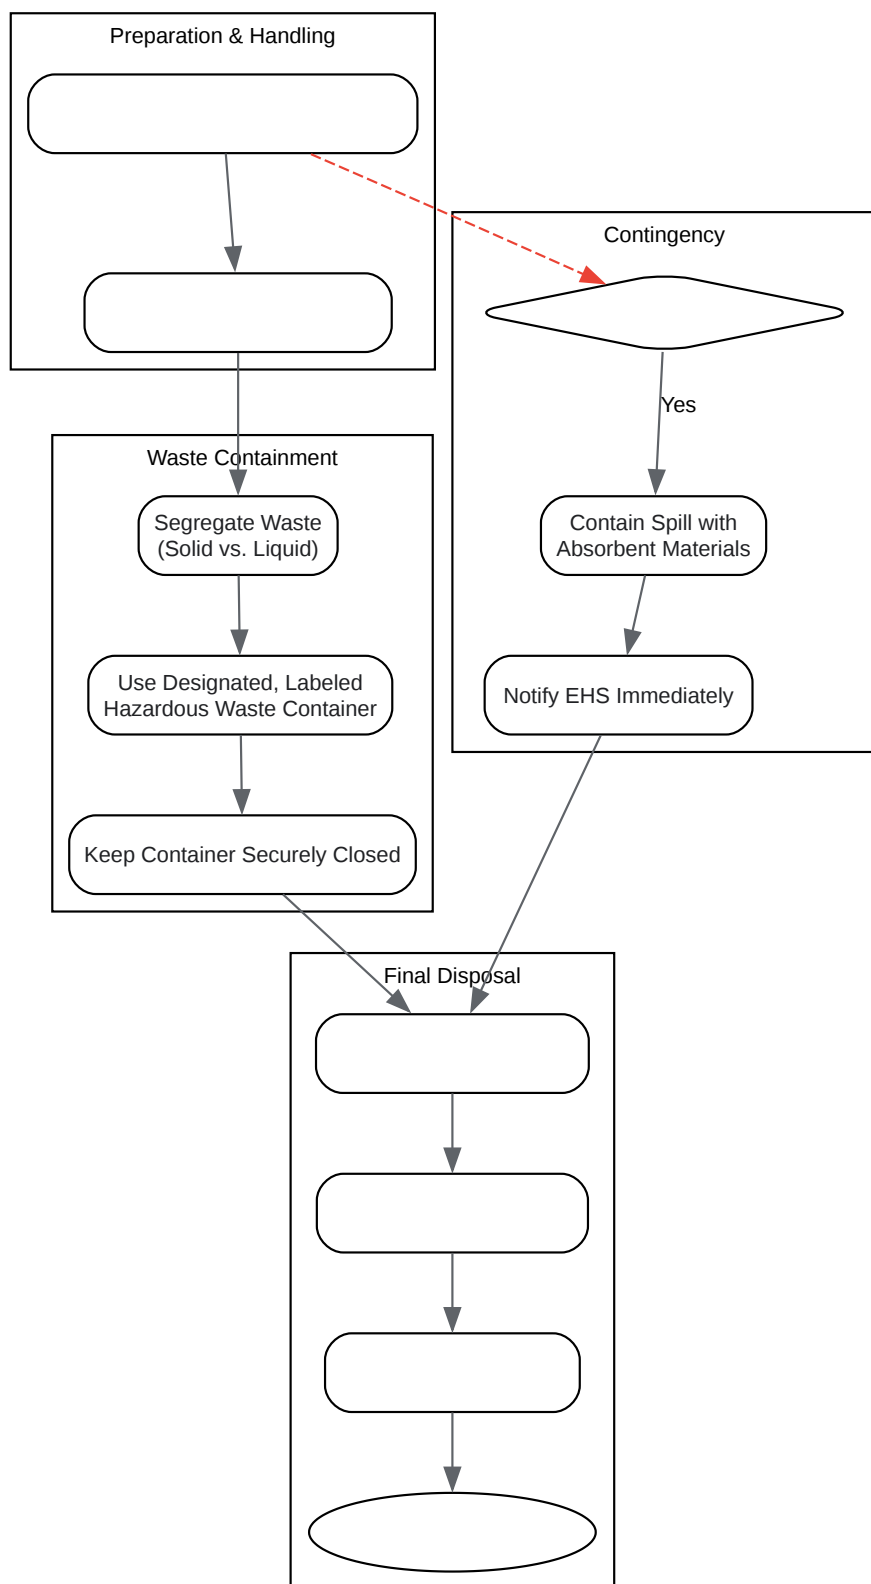 Preparation & Handling
Contingency
Yes
Waste Containment
Segregate Waste
(Solid vs. Liquid)
Contain Spill with
Absorbent Materials
Use Designated, Labeled
Hazardous Waste Container
Notify EHS Immediately
Keep Container Securely Closed
Final Disposal